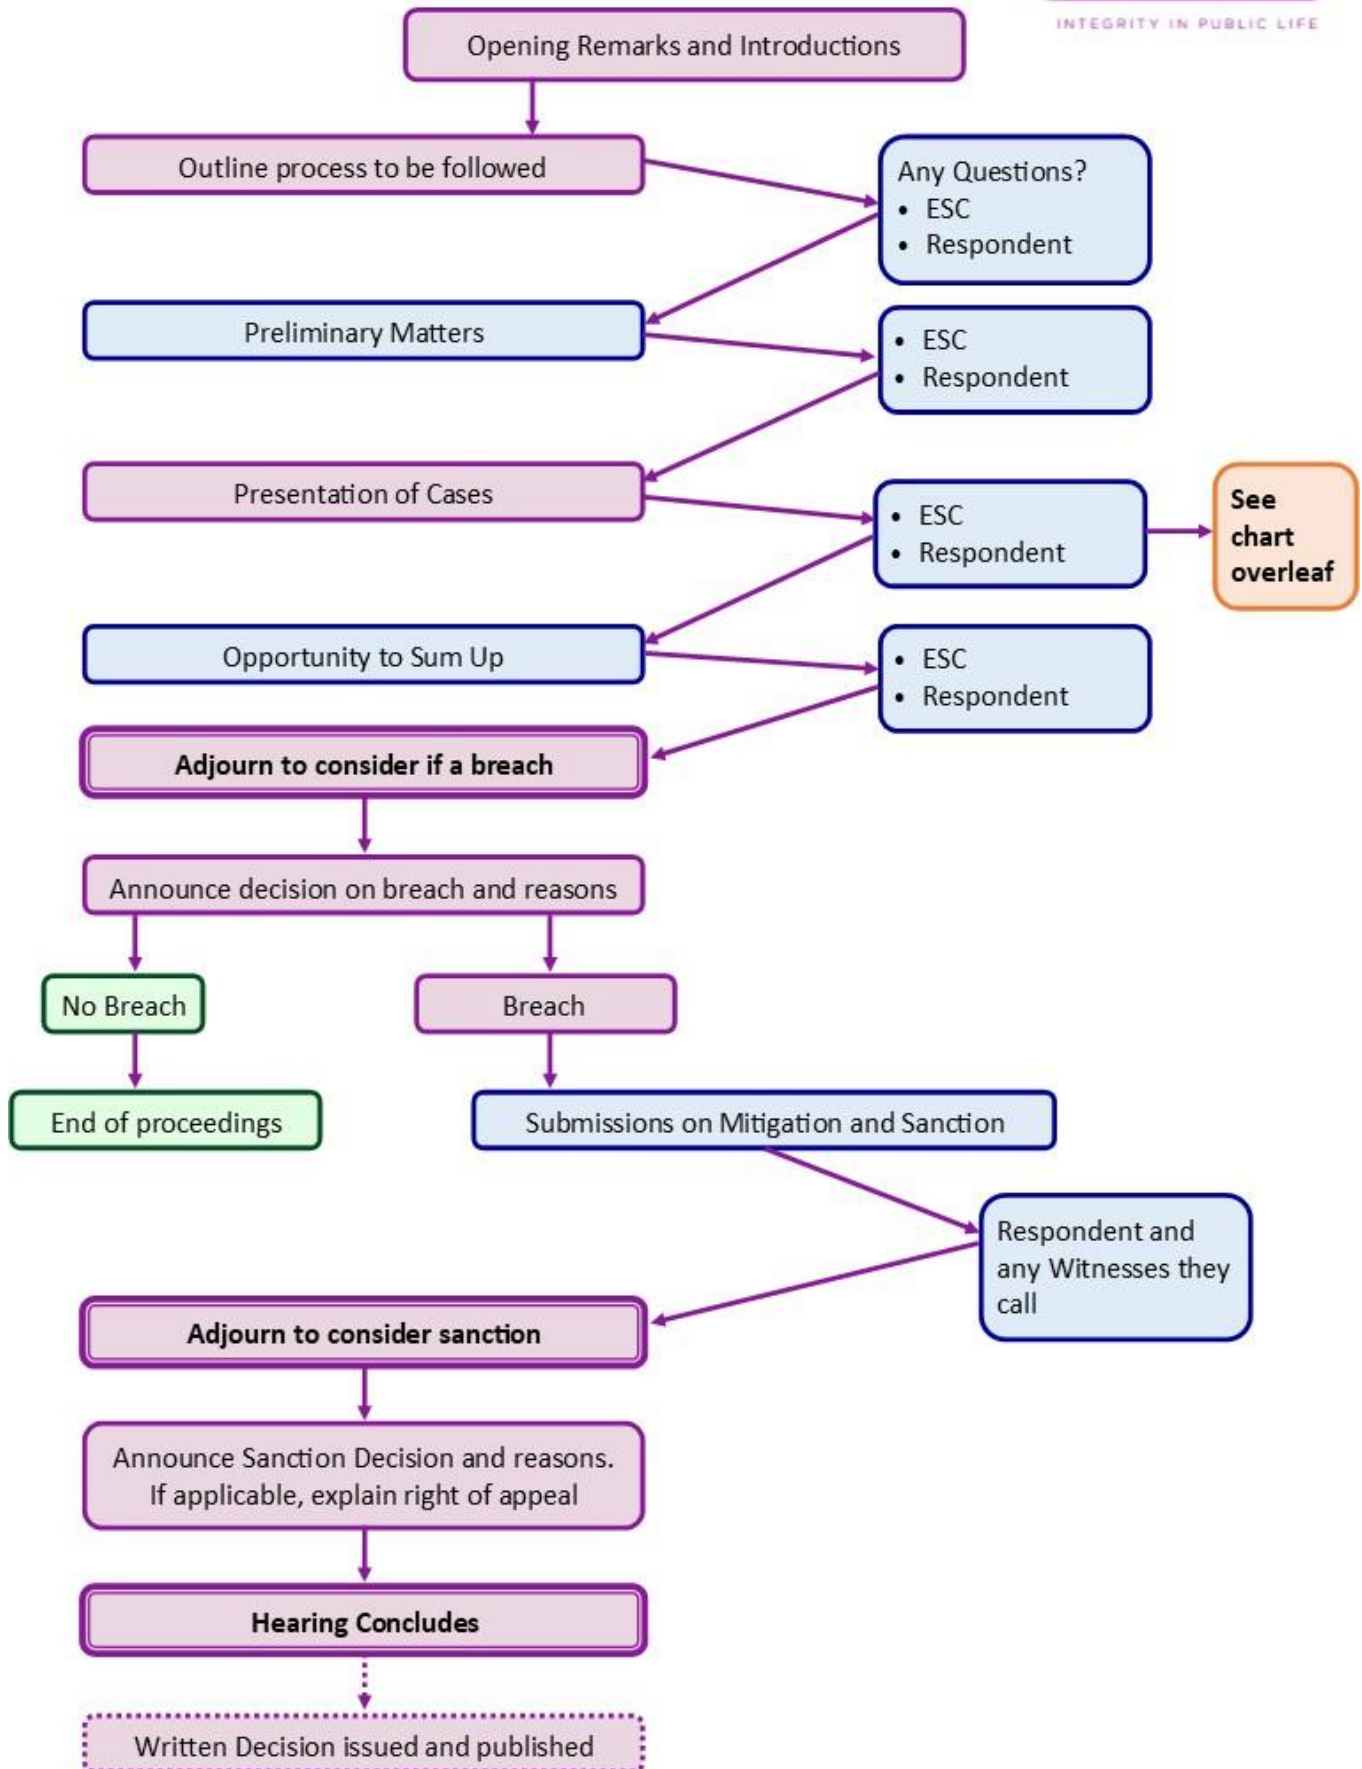 INTEGRITY IN PUBLIC LIFE
Opening Remarks and Introductions
Outline process to be followed
Any Questions?
• ESC
• Respondent
Preliminary Matters
• ESC
• Respondent
Presentation of Cases
• ESC
• Respondent
See
chart
overleaf
Opportunity to Sum Up
• ESC
• Respondent
Adjourn to consider if a breach
Announce decision on breach and reasons
No Breach
Breach
End of proceedings
Submissions on Mitigation and Sanction
Respondent and
any Witnesses they
call
Adjourn to consider sanction
Announce Sanction Decision and reasons.
If applicable, explain right of appeal
Hearing Concludes
Written Decision issued and published